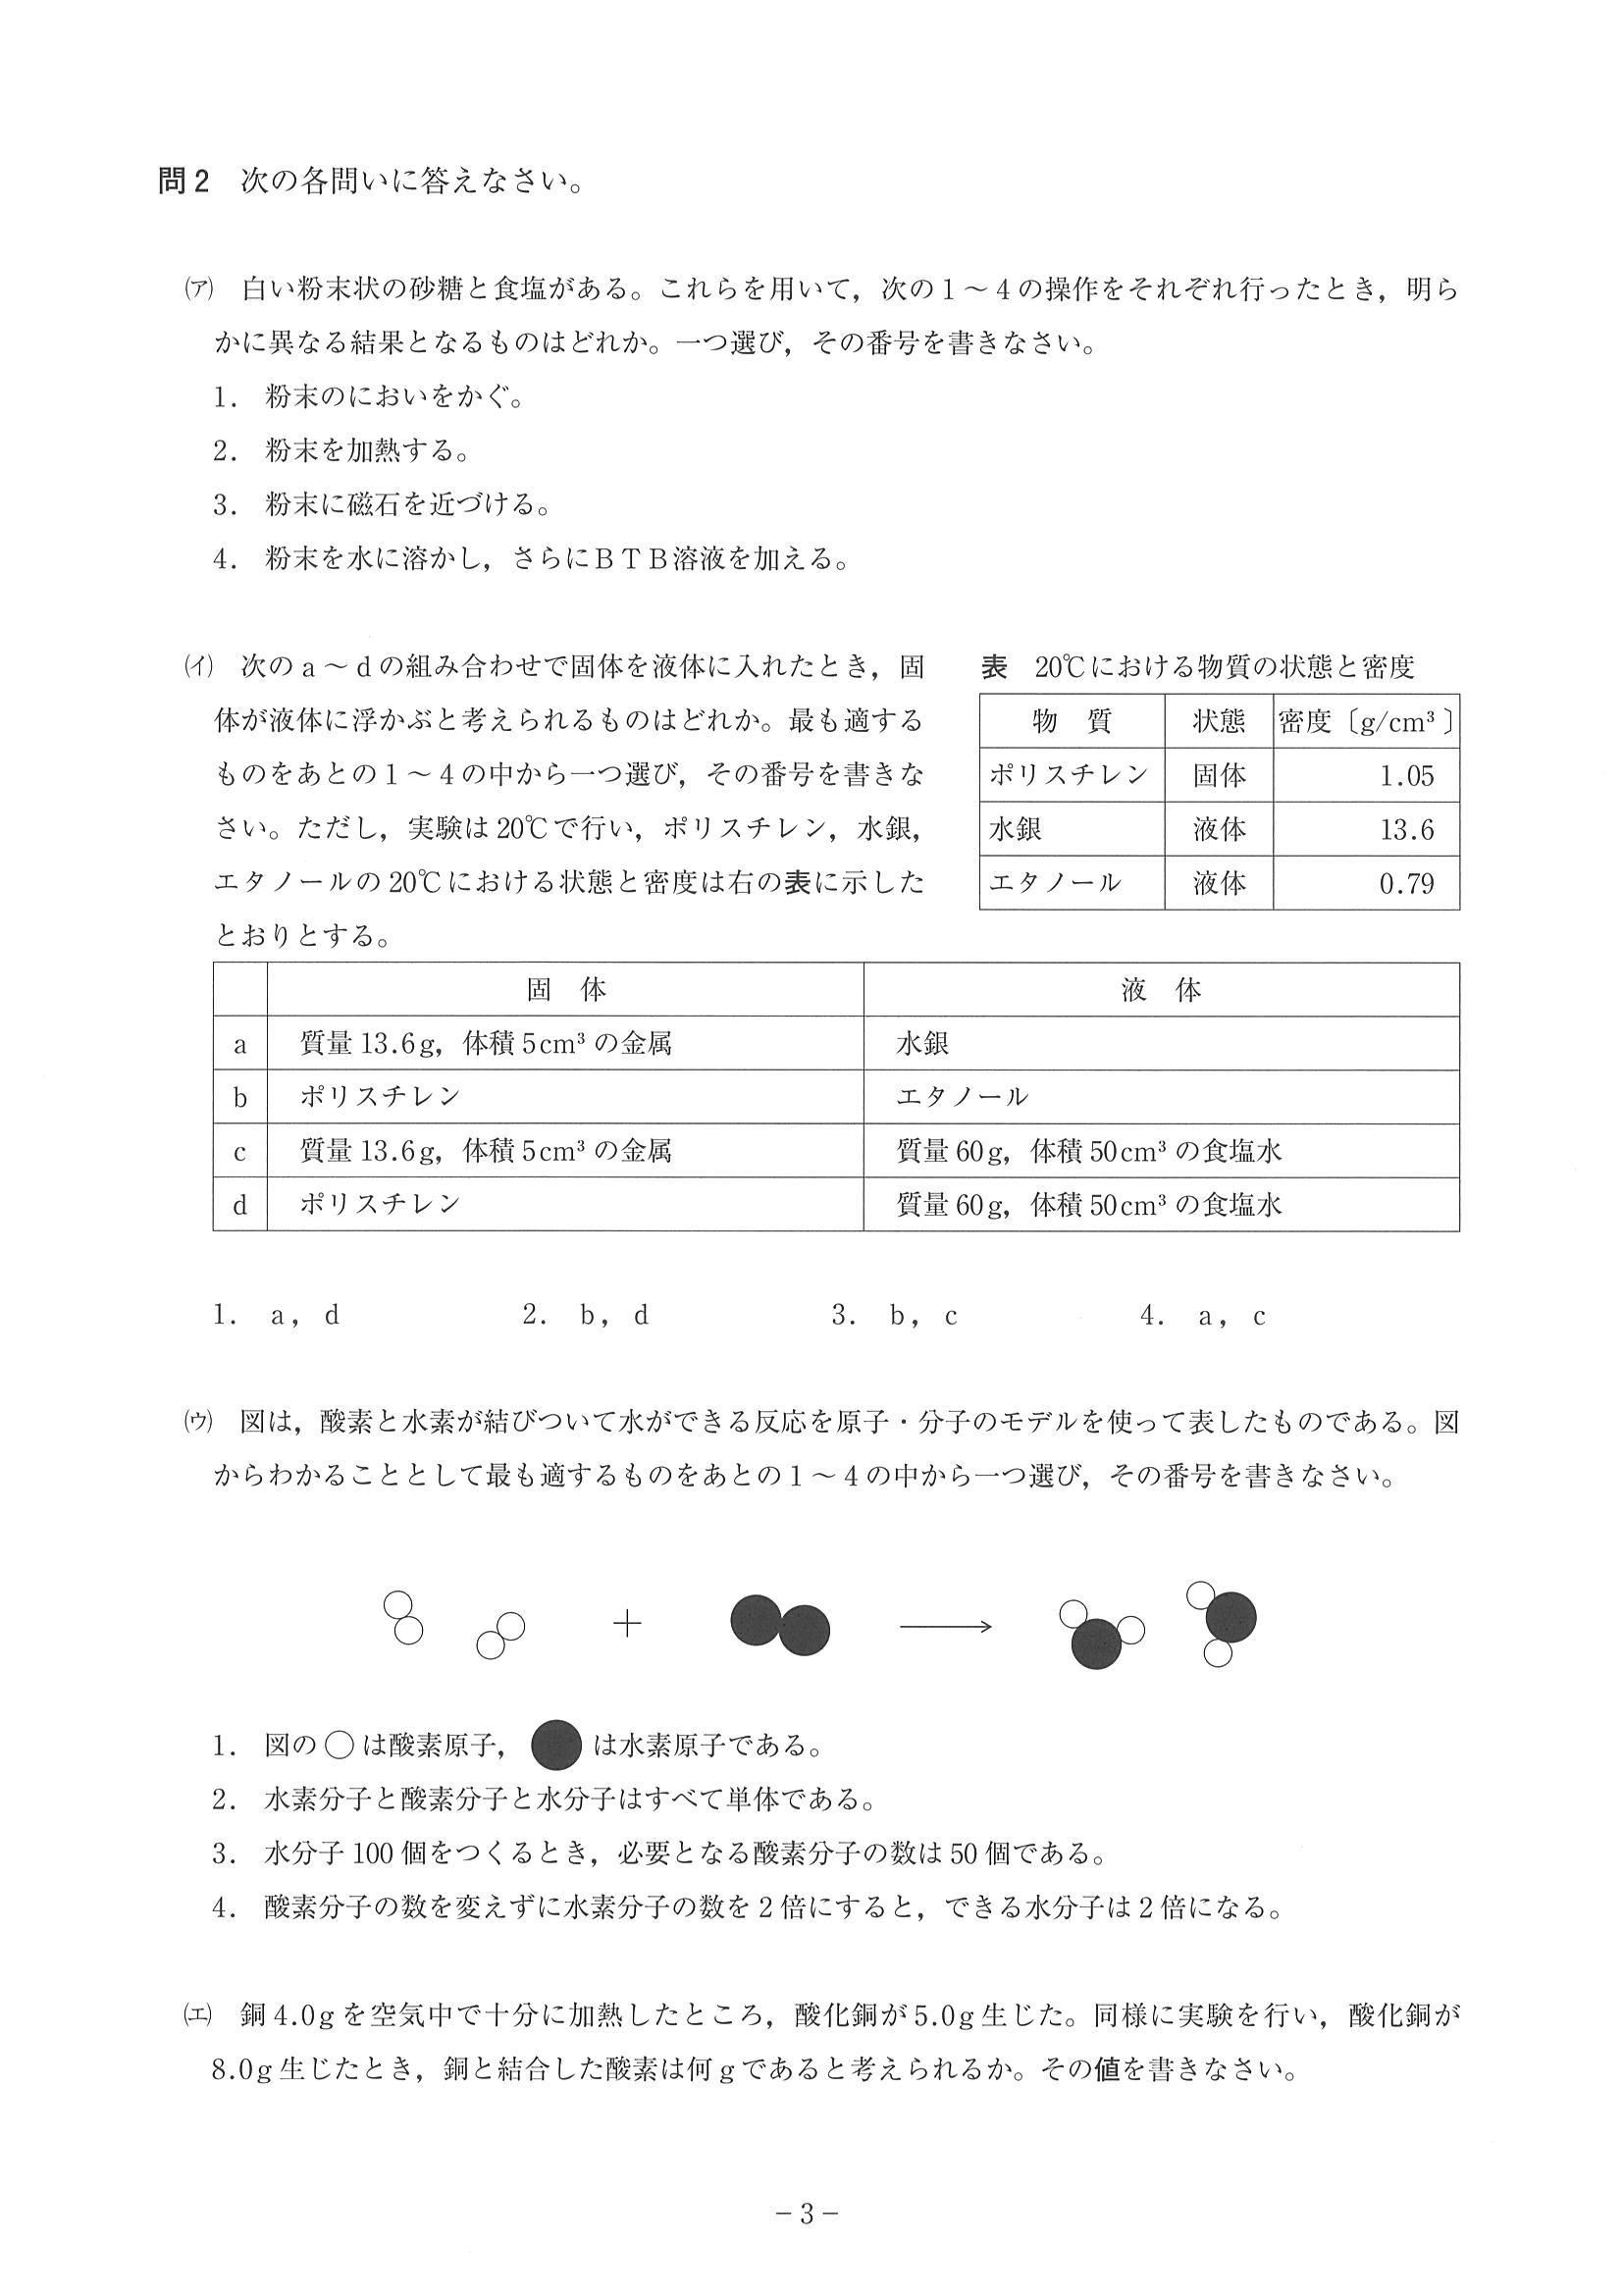 問2 次の各問いに答えなさい。
(ア) 白い粉末状の砂糖と食塩がある。これらを用いて，次の1～4の操作をそれぞれ行ったとき，明ら
かに異なる結果となるものはどれか。一つ選び，その番号を書きなさい。
1． 粉末のにおいをかぐ。
2． 粉末を加熱する。
3． 粉末に磁石を近づける。
4． 粉末を水に溶かし，さらにＢＴＢ溶液を加える。
(イ) 次のa～dの組み合わせで固体を液体に入れたとき，固
体が液体に浮かぶと考えられるものはどれか。最も適する
ものをあとの1～4の中から一つ選び，その番号を書きな
さい。ただし，実験は20℃で行い，ポリスチレン，水銀，
エタノールの20℃における状態と密度は右の表に示した
とおりとする。
表 20℃における物質の状態と密度
物 質 状態 密度〔g/cm³〕
ポリスチレン 固体 1.05
水銀 液体 13.6
エタノール 液体 0.79
固 体 液 体
a 質量13.6g，体積5cm³の金属 水銀
b ポリスチレン エタノール
c 質量13.6g，体積5cm³の金属 質量60g，体積50cm³の食塩水
d ポリスチレン 質量60g，体積50cm³の食塩水
1． a，d 2． b，d 3． b，c 4． a，c
(ウ) 図は，酸素と水素が結びついて水ができる反応を原子・分子のモデルを使って表したものである。図
からわかることとして最も適するものをあとの1～4の中から一つ選び，その番号を書きなさい。
＋ →
1． 図の○は酸素原子，●は水素原子である。
2． 水素分子と酸素分子と水分子はすべて単体である。
3． 水分子100個をつくるとき，必要となる酸素分子の数は50個である。
4． 酸素分子の数を変えずに水素分子の数を2倍にすると，できる水分子は2倍になる。
(エ) 銅4.0gを空気中で十分に加熱したところ，酸化銅が5.0g生じた。同様に実験を行い，酸化銅が
8.0g生じたとき，銅と結合した酸素は何gであると考えられるか。その値を書きなさい。
－3－